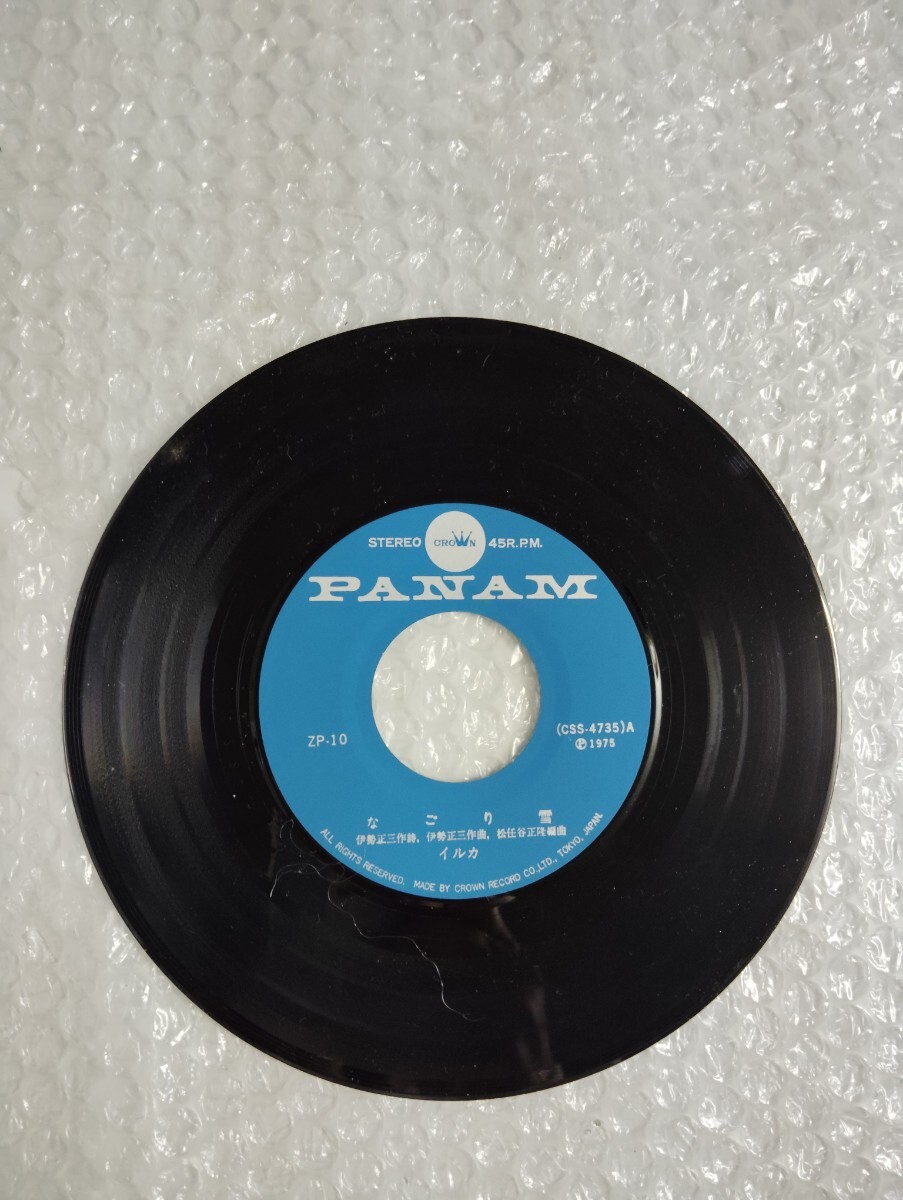 STEREO CROWN 45R.P.M.
PANAM
ZP-10
(CSS-4735)A
Ⓟ1975
なごり雪
伊勢正三作詩、伊勢正三作曲、松任谷正隆編曲
イルカ
ALL RIGHTS RESERVED. MADE BY CROWN RECORD CO.,LTD., TOKYO, JAPAN.